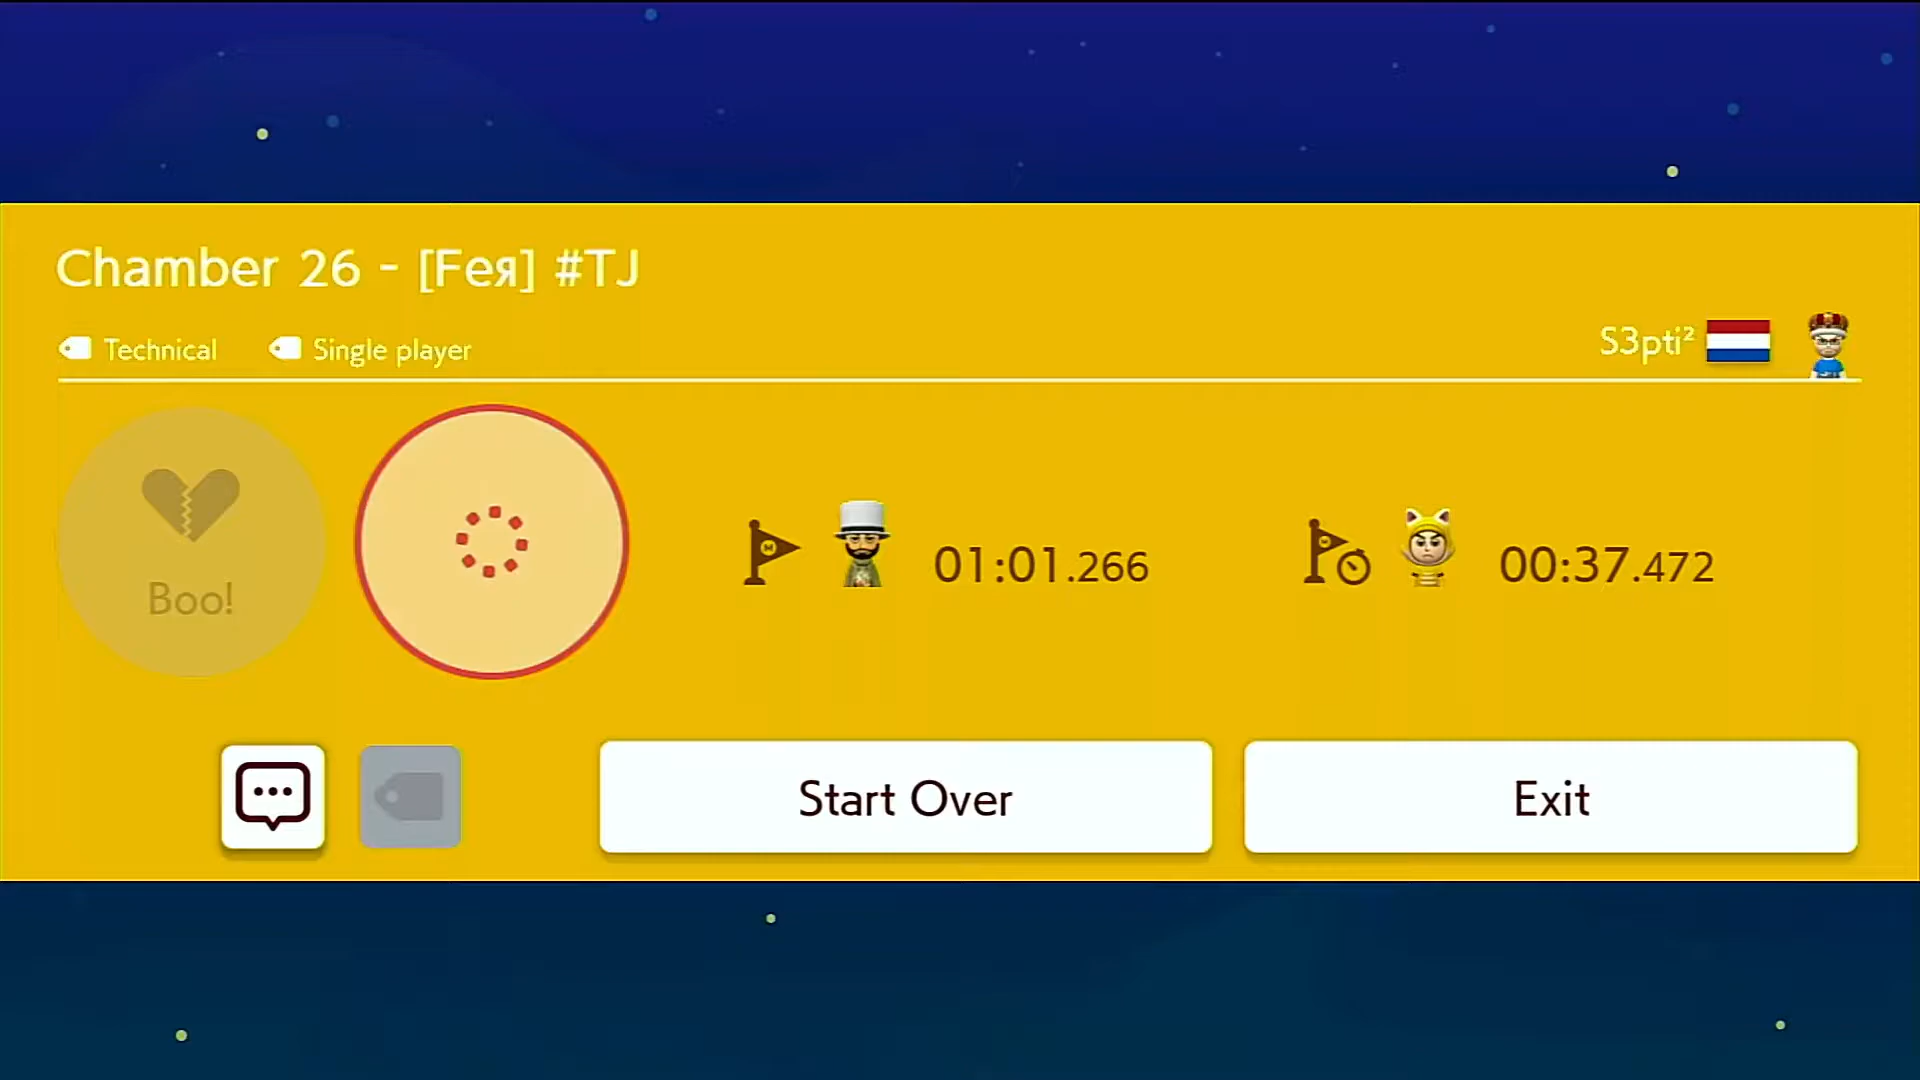 Chamber 26 - [Feя] #TJ
Technical
Single player
S3pti²
Boo!
M
01:01.266
M
00:37.472
Start Over
Exit